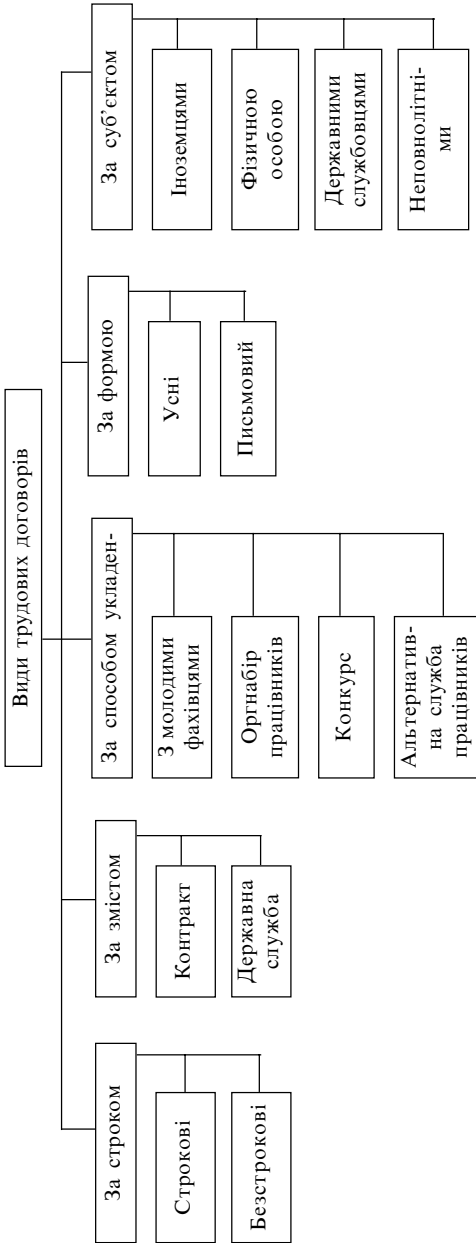 Види трудових договорів
За строком
Строкові
Безстрокові
За змістом
Контракт
Державна
служба
За способом укладен-
З молодими
фахівцями
Оргнабір
працівників
Конкурс
Альтернатив-
на служба
працівників
За формою
Усні
Письмовий
За суб’єктом
Іноземцями
Фізичною
особою
Державними
службовцями
Неповнолітні-
ми